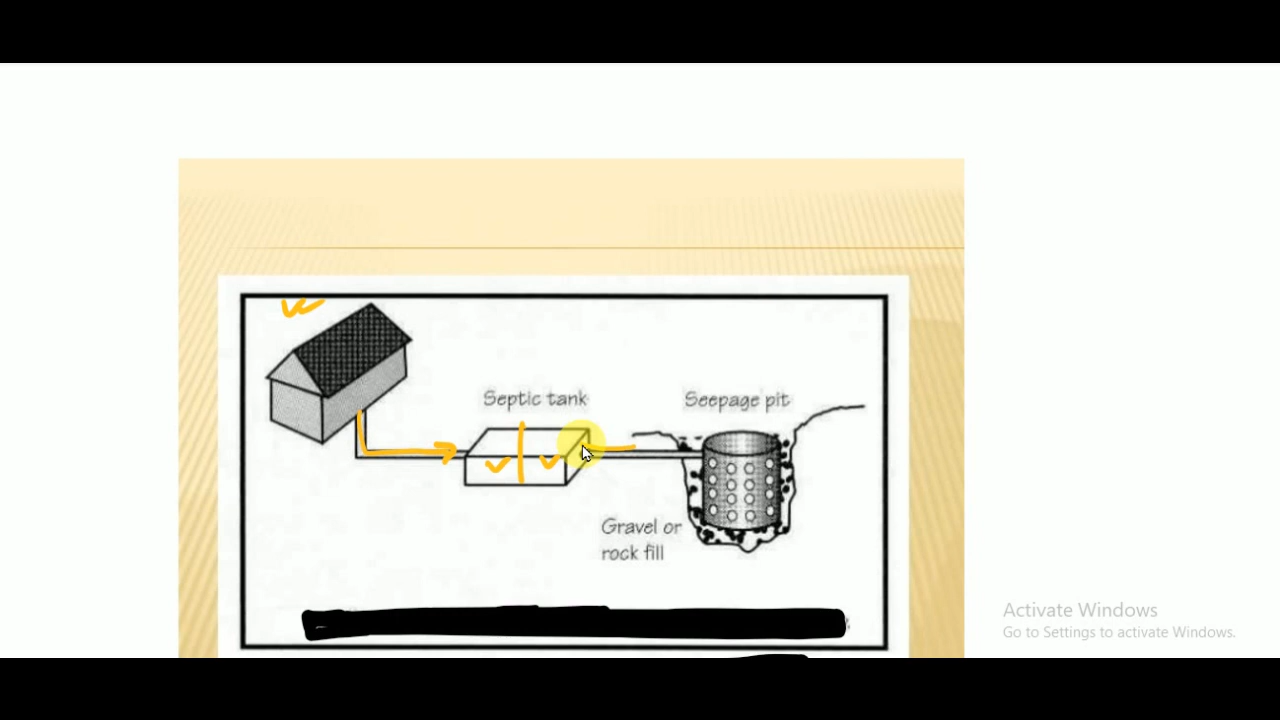 Septic tank
Seepage pit
Gravel or
rock fill
Activate Windows
Go to Settings to activate Windows.